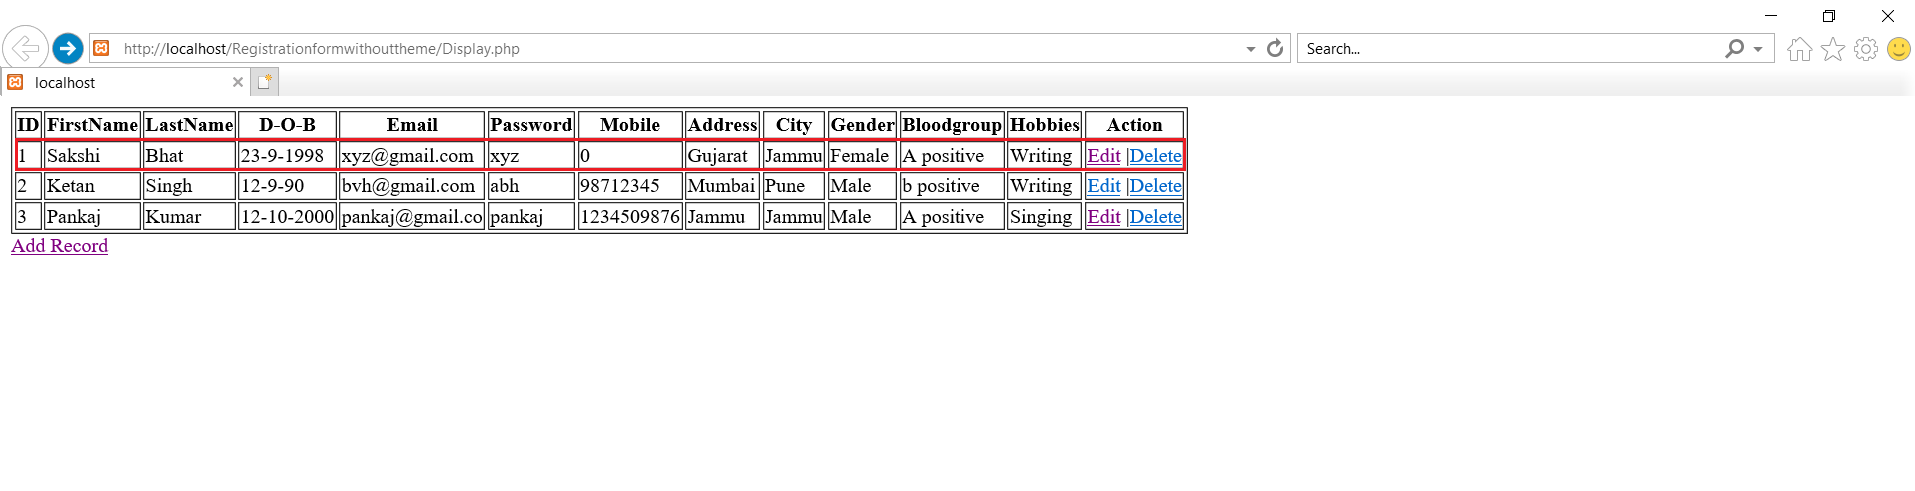 http://localhost/Registrationformwithouttheme/Display.php Search...
localhost
ID FirstName LastName D-O-B Email Password Mobile Address City Gender Bloodgroup Hobbies Action
1 Sakshi Bhat 23-9-1998 xyz@gmail.com xyz 0 Gujarat Jammu Female A positive Writing Edit |Delete
2 Ketan Singh 12-9-90 bvh@gmail.com abh 98712345 Mumbai Pune Male b positive Writing Edit |Delete
3 Pankaj Kumar 12-10-2000 pankaj@gmail.co pankaj 1234509876 Jammu Jammu Male A positive Singing Edit |Delete
Add Record